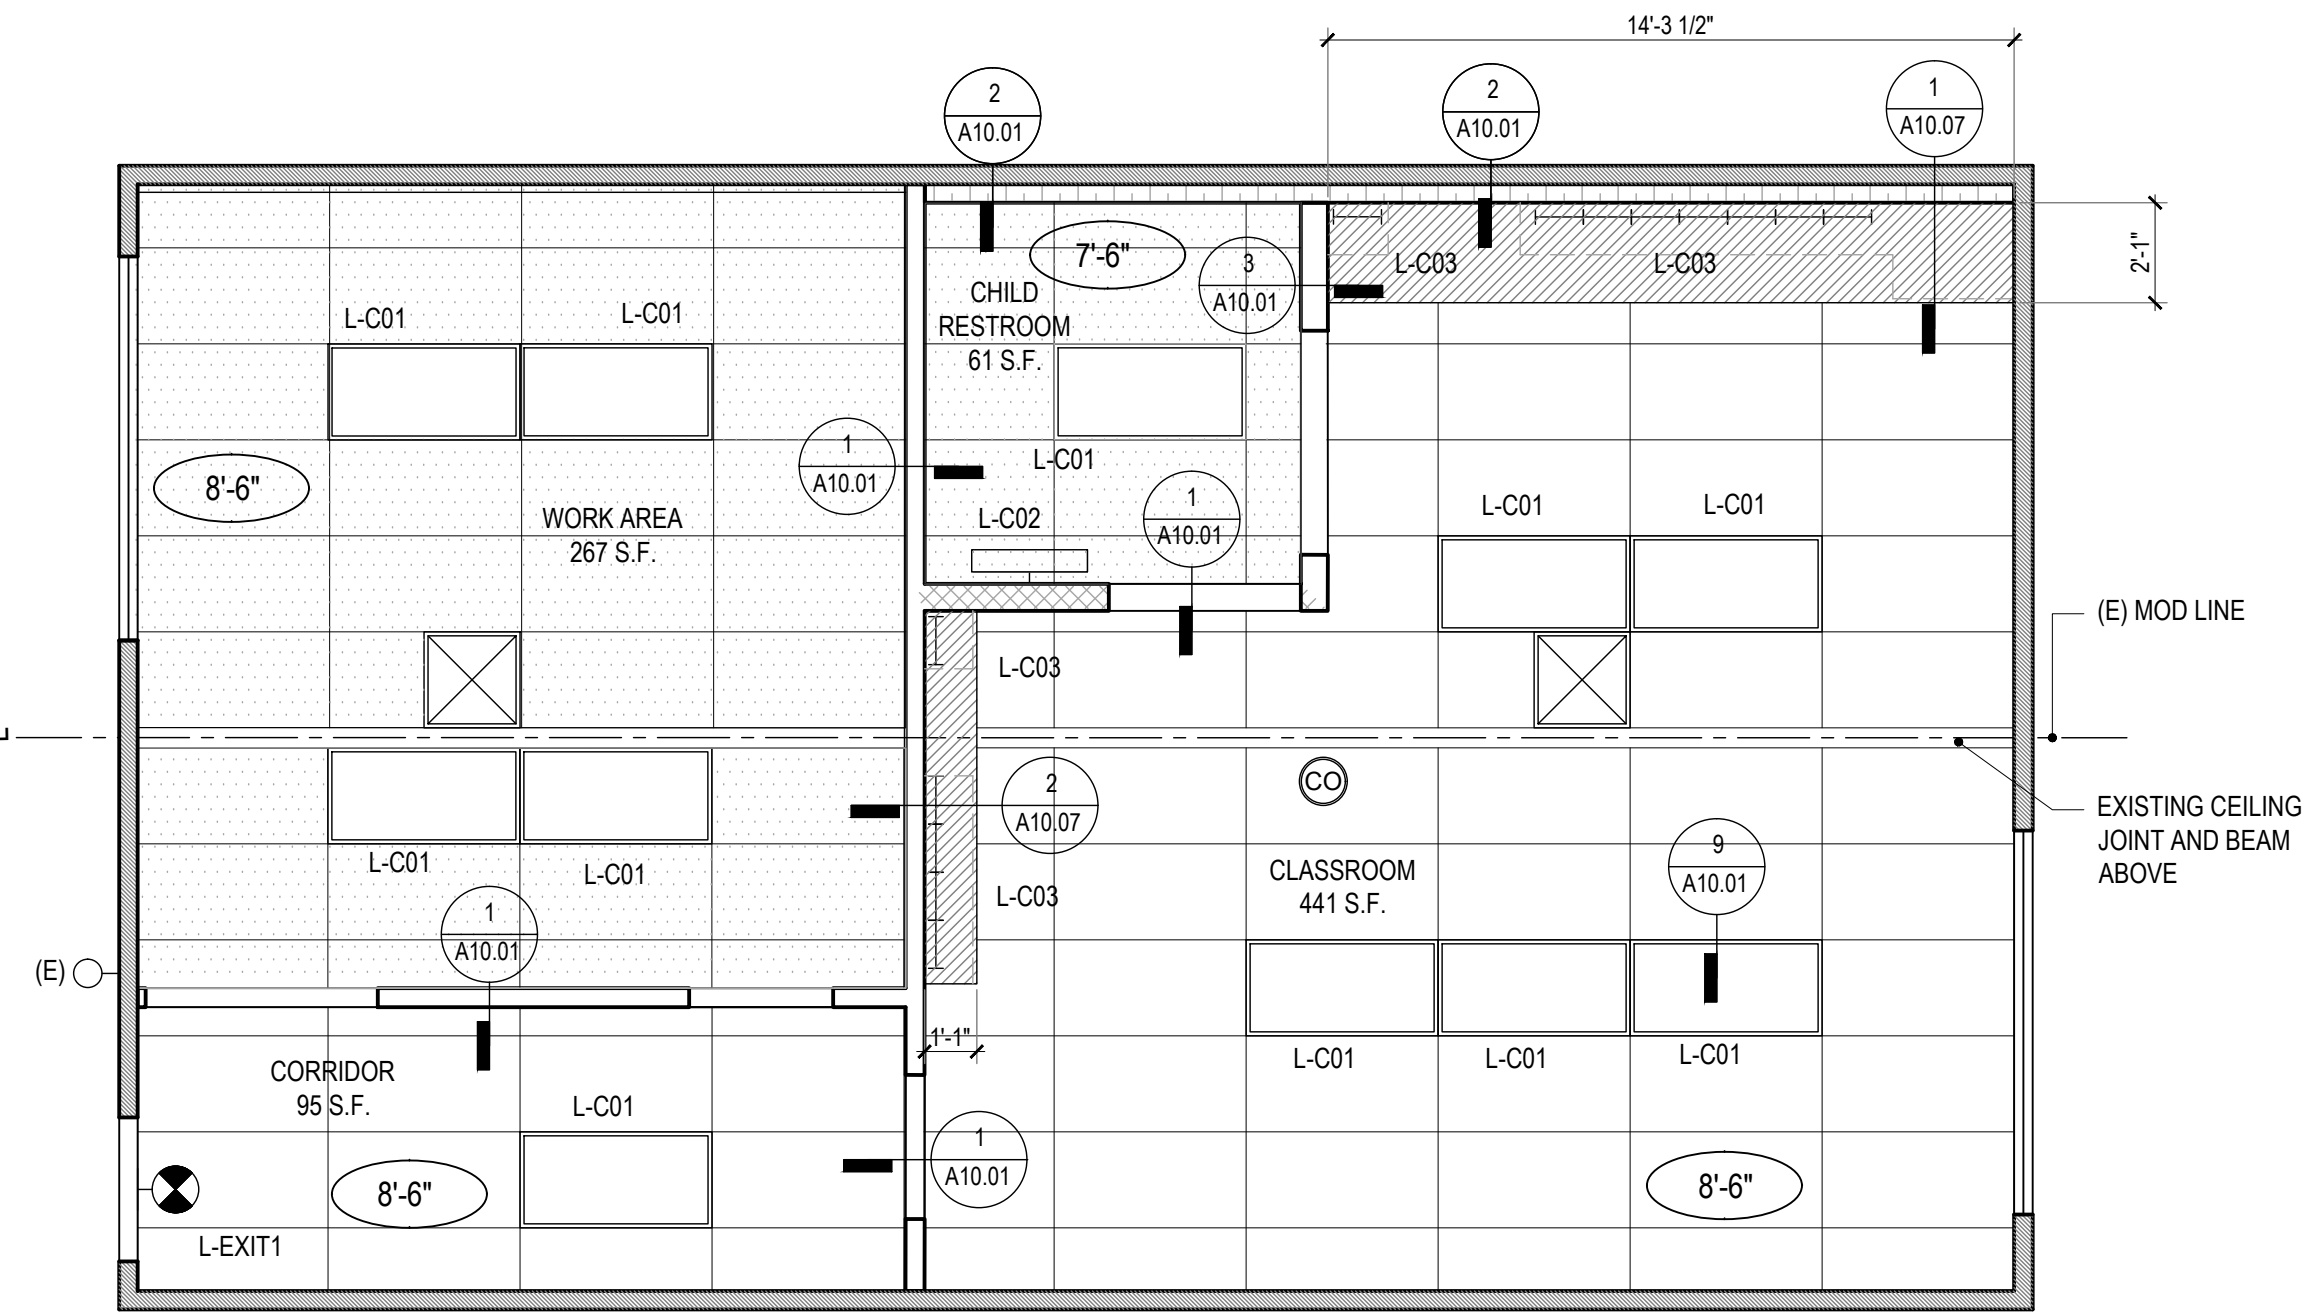 14'-3 1/2"
2
A10.01
2
A10.01
1
A10.07
7'-6"
3
A10.01
L-C03
L-C03
2'-1"
CHILD
RESTROOM
61 S.F.
L-C01
L-C01
1
A10.01
L-C01
8'-6"
WORK AREA
267 S.F.
L-C02
1
A10.01
L-C01
L-C01
(E) MOD LINE
L-C03
2
A10.07
CO
EXISTING CEILING
JOINT AND BEAM
ABOVE
L-C01
L-C01
L-C03
CLASSROOM
441 S.F.
9
A10.01
1
A10.01
(E)
1'-1"
L-C01
L-C01
L-C01
CORRIDOR
95 S.F.
L-C01
1
A10.01
8'-6"
8'-6"
L-EXIT1